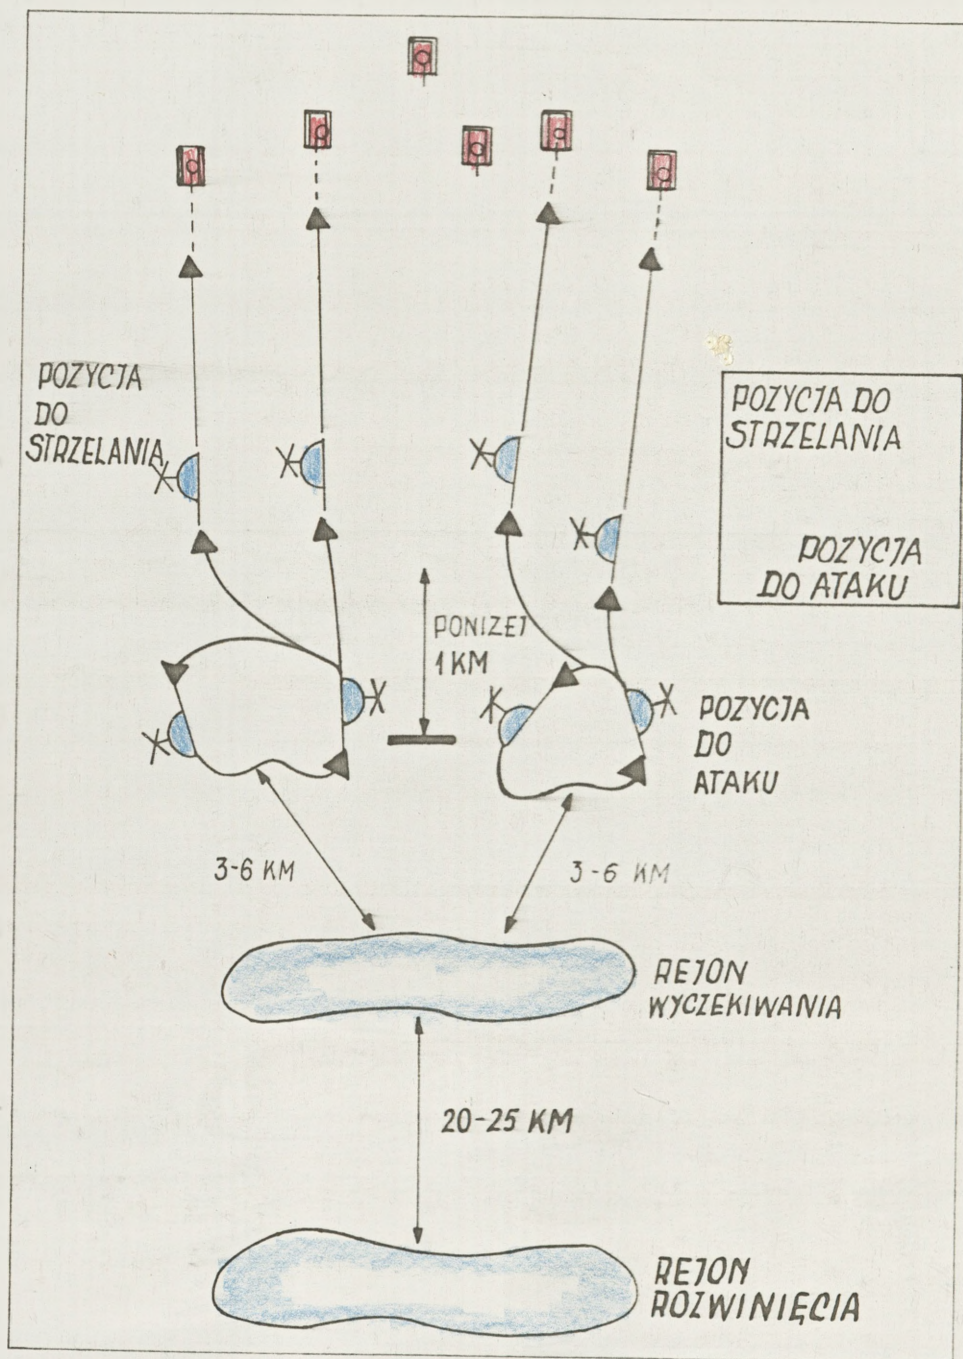 POZYCJA
DO
STRZELANIA
POZYCJA DO
STRZELANIA
POZYCJA
DO ATAKU
PONIŻEJ
1 KM
POZYCJA
DO
ATAKU
3-6 KM
3-6 KM
REJON
WYCZEKIWANIA
20-25 KM
REJON
ROZWINIĘCIA